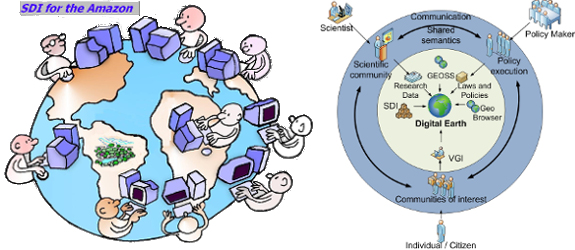 SDI for the Amazon
Scientist
Communication
Shared
semantics
Policy Maker
Scientific
community
Policy
execution
GEOSS
Research
Data
Laws and
Policies
SDI
Geo
Browser
Digital Earth
VGI
Communities of interest
Individual / Citizen